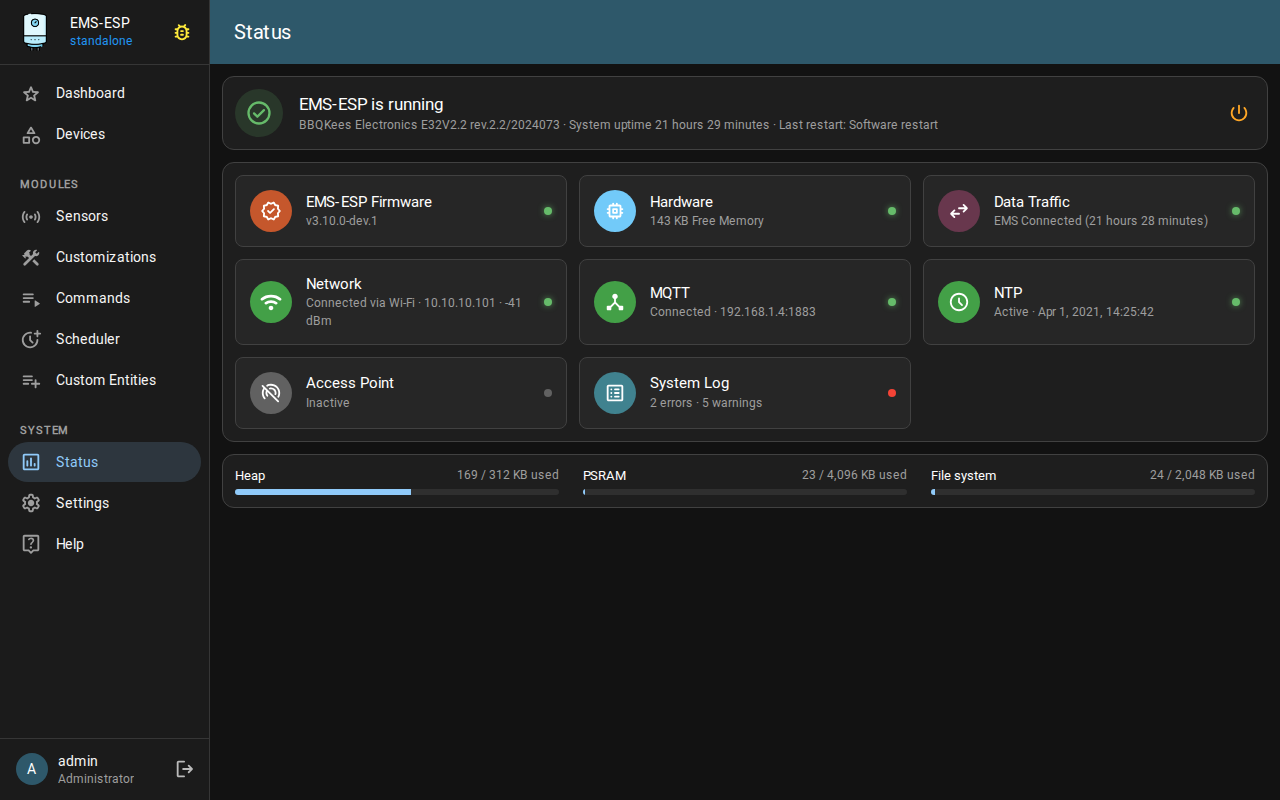 EMS-ESP
standalone
Status
Dashboard
Devices
MODULES
Sensors
Customizations
Commands
Scheduler
Custom Entities
SYSTEM
Status
Settings
Help
A
admin
Administrator
EMS-ESP is running
BBQKees Electronics E32V2.2 rev.2.2/2024073 · System uptime 21 hours 29 minutes · Last restart: Software restart
EMS-ESP Firmware
v3.10.0-dev.1
Hardware
143 KB Free Memory
Data Traffic
EMS Connected (21 hours 28 minutes)
Network
Connected via Wi-Fi · 10.10.10.101 · -41
dBm
MQTT
Connected · 192.168.1.4:1883
NTP
Active · Apr 1, 2021, 14:25:42
Access Point
Inactive
System Log
2 errors · 5 warnings
Heap
169 / 312 KB used
PSRAM
23 / 4,096 KB used
File system
24 / 2,048 KB used